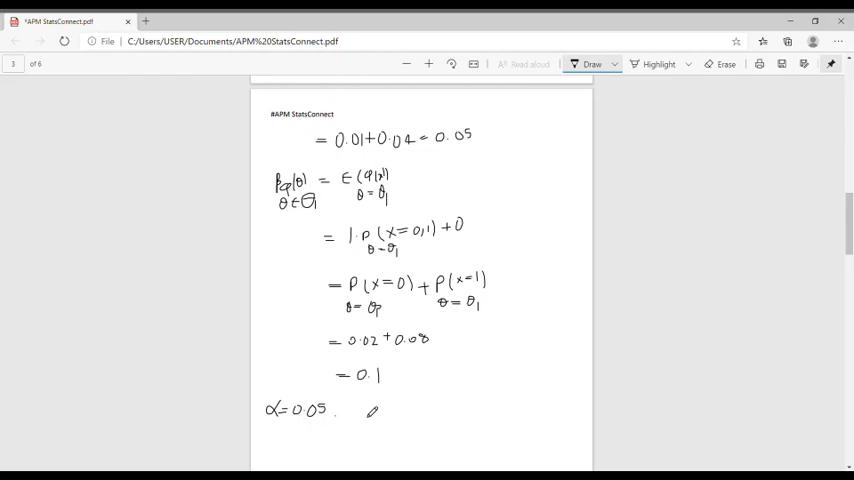 *APM StatsConnect.pdf
File C:/Users/USER/Documents/APM%20StatsConnect.pdf
3 of 6 Read aloud Draw Highlight Erase
#APM StatsConnect
= 0.01+0.04 = 0.05
βφ(θ) = E(φ(x))
θ∈Θ1 θ=θ1
= 1.P(x=0,1)+0
θ=θ1
= P(x=0) + P(x=1)
θ=θ1 θ=θ1
= 0.02+0.08
= 0.1
α=0.05